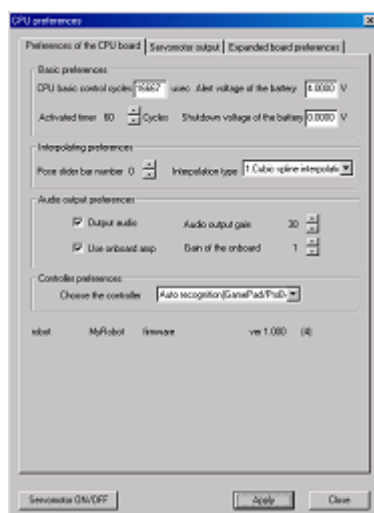 CPU preferences
Preferences of the CPU board Servomotor output Expanded board preferences
Basic preferences
CPU basic control cycles 16667 usec Alert voltage of the battery 4.0000 V
Activated timer 60 Cycles Shutdown voltage of the battery 0.0000 V
Interpolating preferences
Pose slider bar number 0 Interpolation type 1:Cubic spline interpolati
Audio output preferences
Output audio Audio output gain 30
Use onboard amp Gain of the onboard 1
Controller preferences
Choose the controller Auto recognition(GamePad/
robot MyRobot firmware ver 1.000 (4)
Servomotor ON/OFF Apply Close